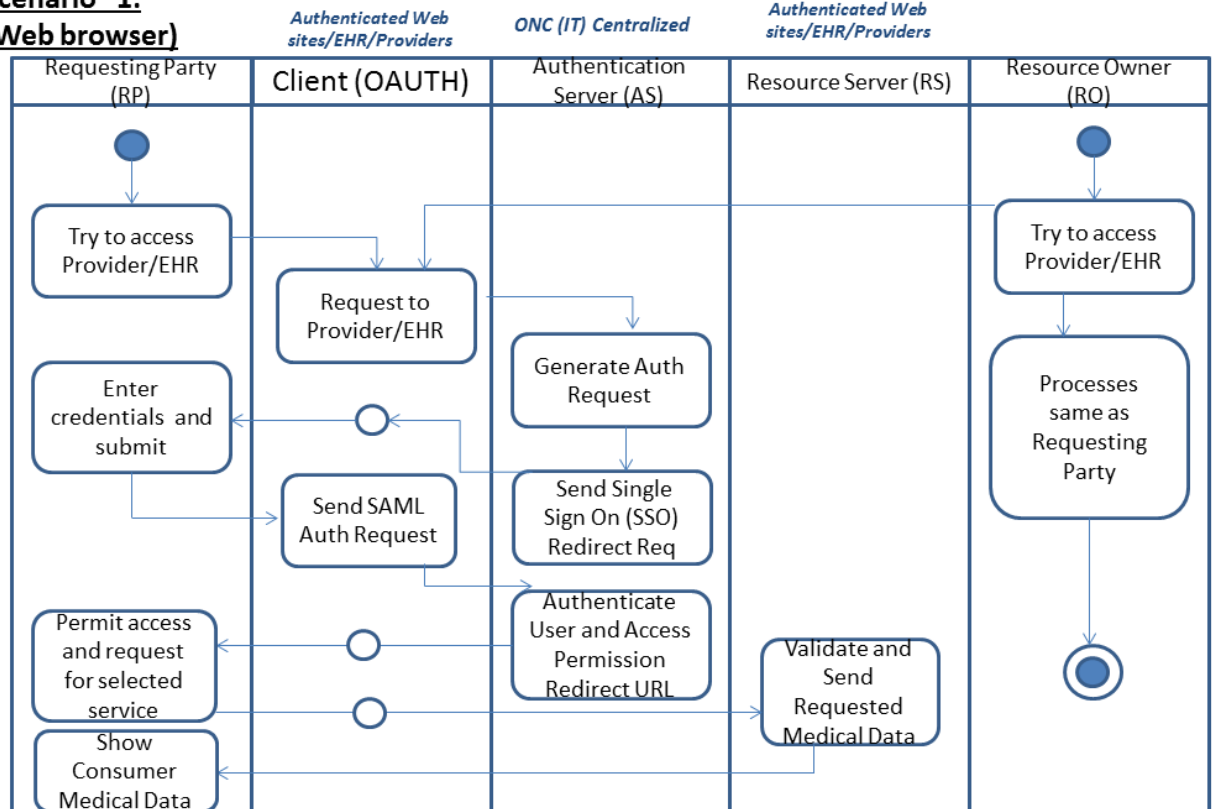 Web browser)
Authenticated Web
sites/EHR/Providers
ONC (IT) Centralized
Authenticated Web
sites/EHR/Providers
Requesting Party
(RP)
Client (OAUTH)
Authentication
Server (AS)
Resource Server (RS)
Resource Owner
(RO)
Try to access
Provider/EHR
Request to
Provider/EHR
Generate Auth
Request
Try to access
Provider/EHR
Enter
credentials and
submit
Send SAML
Auth Request
Send Single
Sign On (SSO)
Redirect Req
Processes
same as
Requesting
Party
Authenticate
User and Access
Permission
Redirect URL
Permit access
and request
for selected
service
Validate and
Send
Requested
Medical Data
Show
Consumer
Medical Data